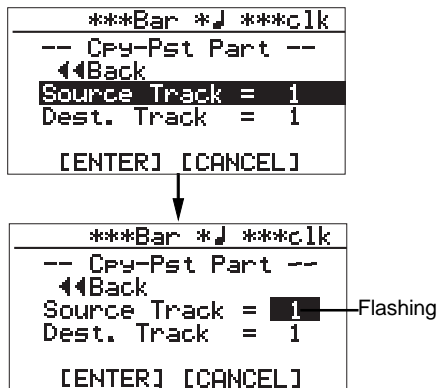 ***Bar *♩ ***clk
-- Cpy-Pst Part --
◀◀Back
Source Track = 1
Dest. Track = 1
[ENTER] [CANCEL]
***Bar *♩ ***clk
-- Cpy-Pst Part --
◀◀Back
Source Track = 1
Flashing
Dest. Track = 1
[ENTER] [CANCEL]